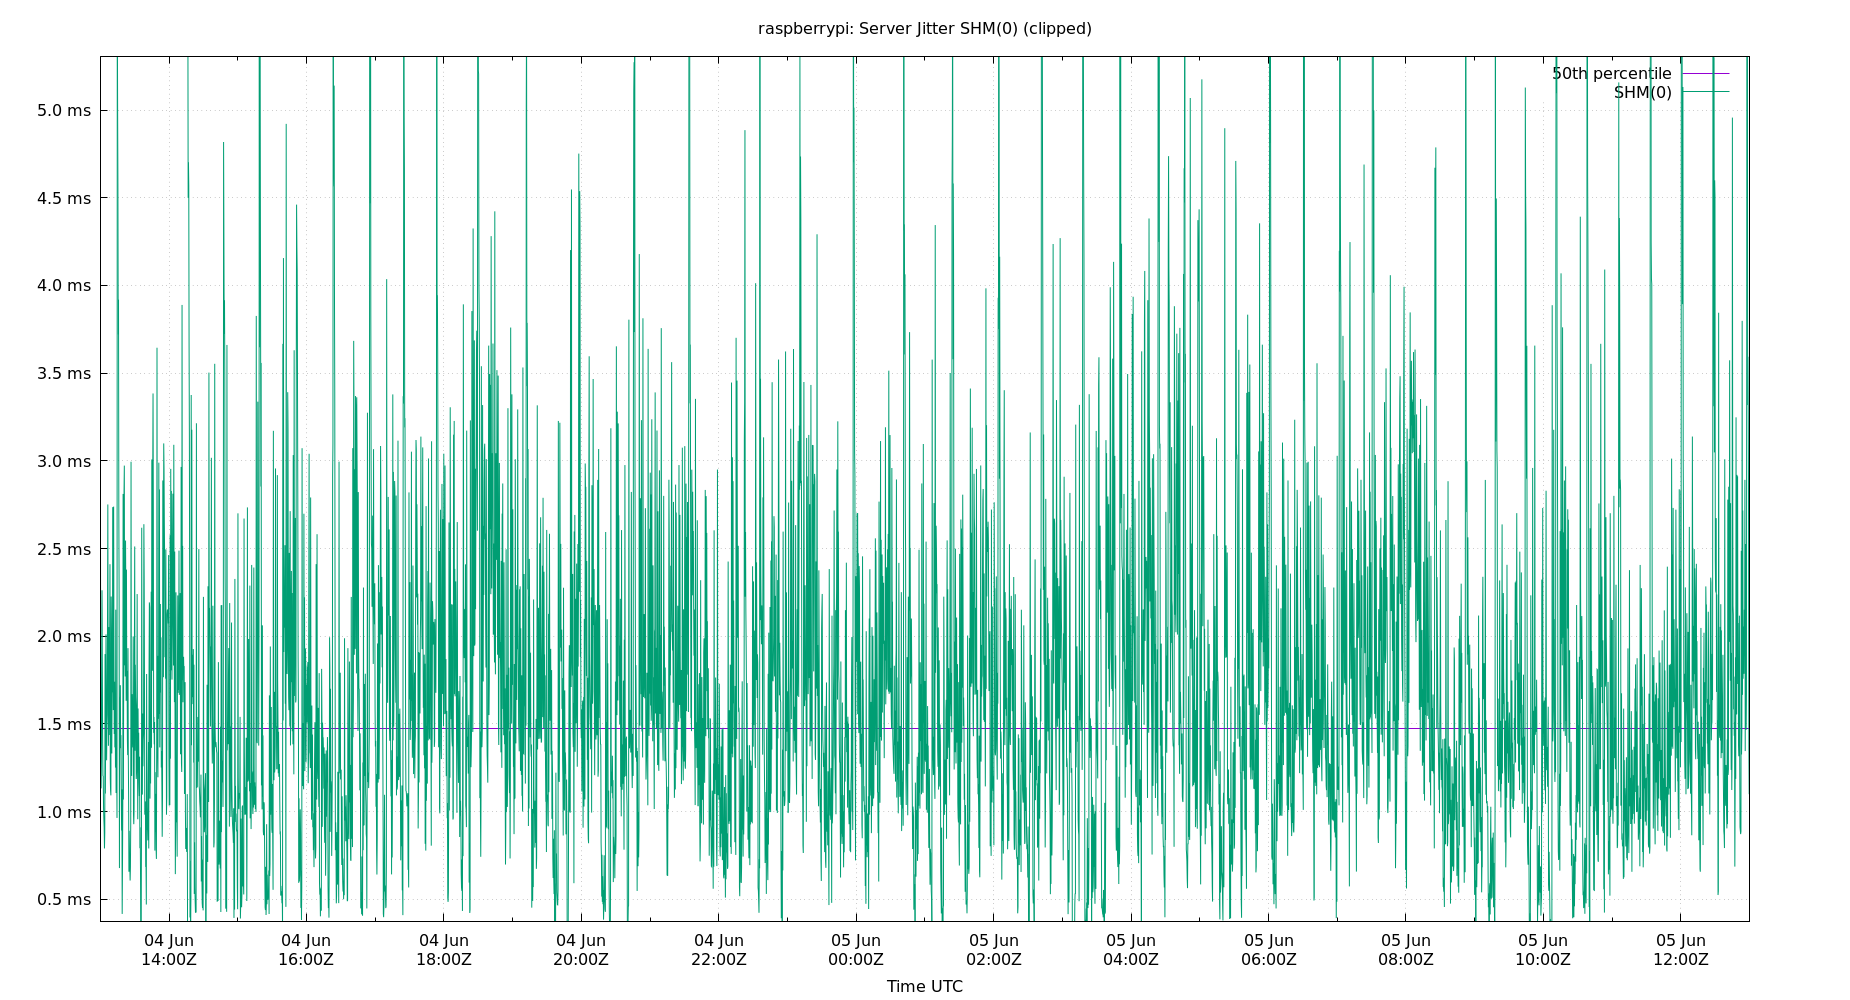 raspberrypi: Server Jitter SHM(0) (clipped)
50th percentile
SHM(0)
5.0 ms
4.5 ms
4.0 ms
3.5 ms
3.0 ms
2.5 ms
2.0 ms
1.5 ms
1.0 ms
0.5 ms
04 Jun 04 Jun 04 Jun 04 Jun 04 Jun 05 Jun 05 Jun 05 Jun 05 Jun 05 Jun 05 Jun 05 Jun
14:00Z 16:00Z 18:00Z 20:00Z 22:00Z 00:00Z 02:00Z 04:00Z 06:00Z 08:00Z 10:00Z 12:00Z
Time UTC